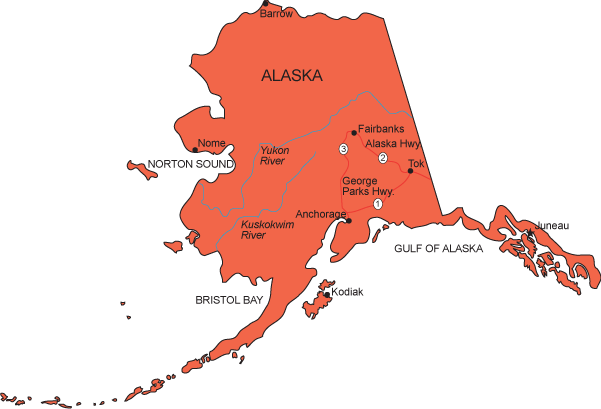 Barrow
ALASKA
Fairbanks
Alaska Hwy.
3
2
Nome
Yukon
River
NORTON SOUND
Tok
George
Parks Hwy.
1
Anchorage
Kuskokwim
River
Juneau
GULF OF ALASKA
Kodiak
BRISTOL BAY